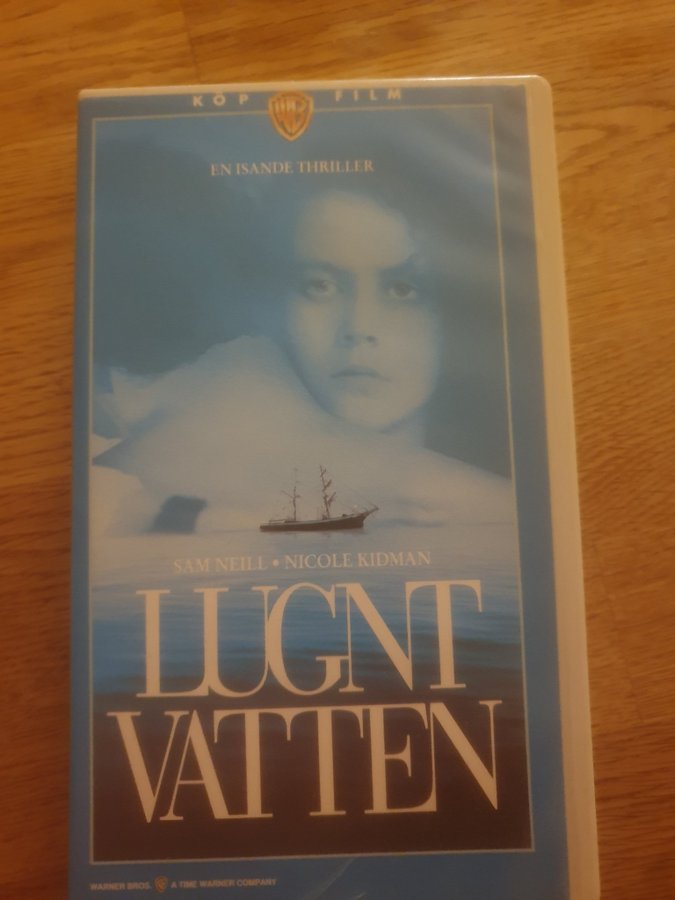 KÖP FILM
EN ISANDE THRILLER
SAM NEILL • NICOLE KIDMAN
LUGNT
VATTEN
WARNER BROS. A TIME WARNER COMPANY